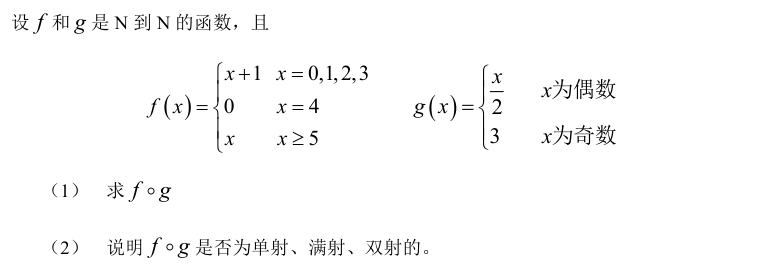 设 f 和 g 是 N 到 N 的函数，且
f(x)={x+1 x=0,1,2,3
0 x=4
x x≥5
g(x)={x/2 x为偶数
3 x为奇数
（1） 求 f∘g
（2） 说明 f∘g 是否为单射、满射、双射的。